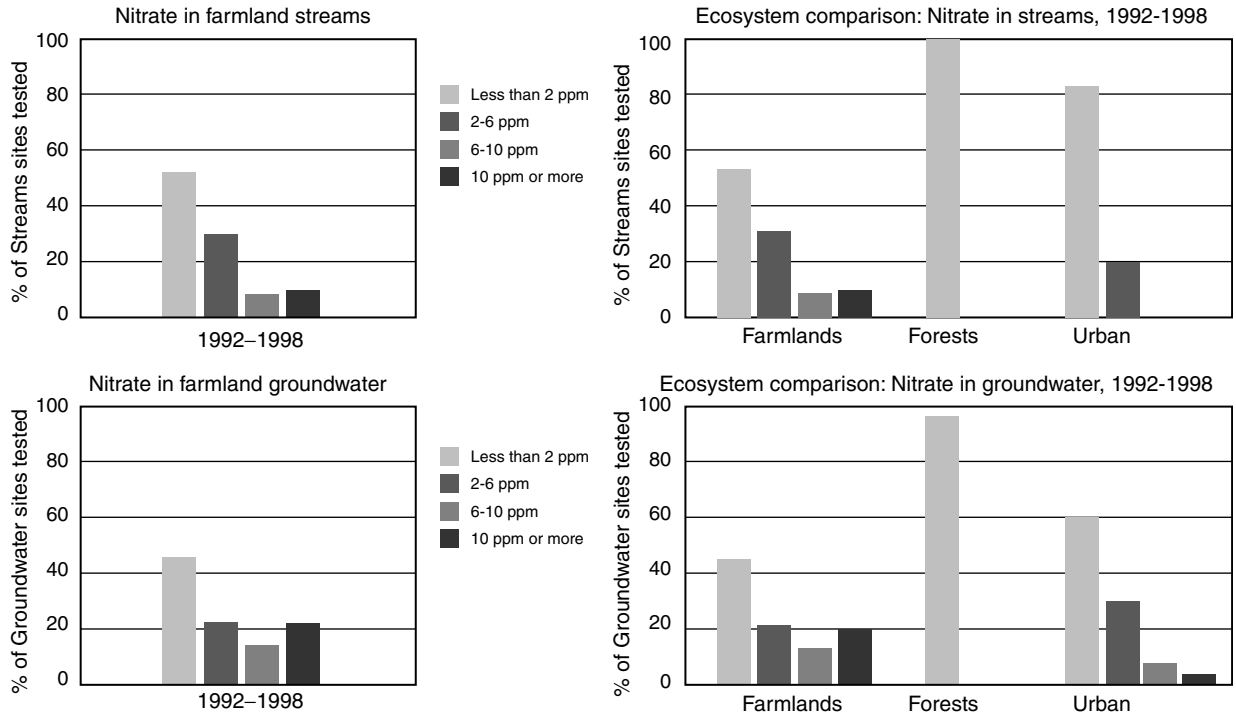 Nitrate in farmland streams
% of Streams sites tested
100
80
60
40
20
0
1992–1998
Less than 2 ppm
2-6 ppm
6-10 ppm
10 ppm or more
Ecosystem comparison: Nitrate in streams, 1992-1998
% of Streams sites tested
100
80
60
40
20
0
Farmlands
Forests
Urban
Nitrate in farmland groundwater
% of Groundwater sites tested
100
80
60
40
20
0
1992–1998
Less than 2 ppm
2-6 ppm
6-10 ppm
10 ppm or more
Ecosystem comparison: Nitrate in groundwater, 1992-1998
% of Groundwater sites tested
100
80
60
40
20
0
Farmlands
Forests
Urban